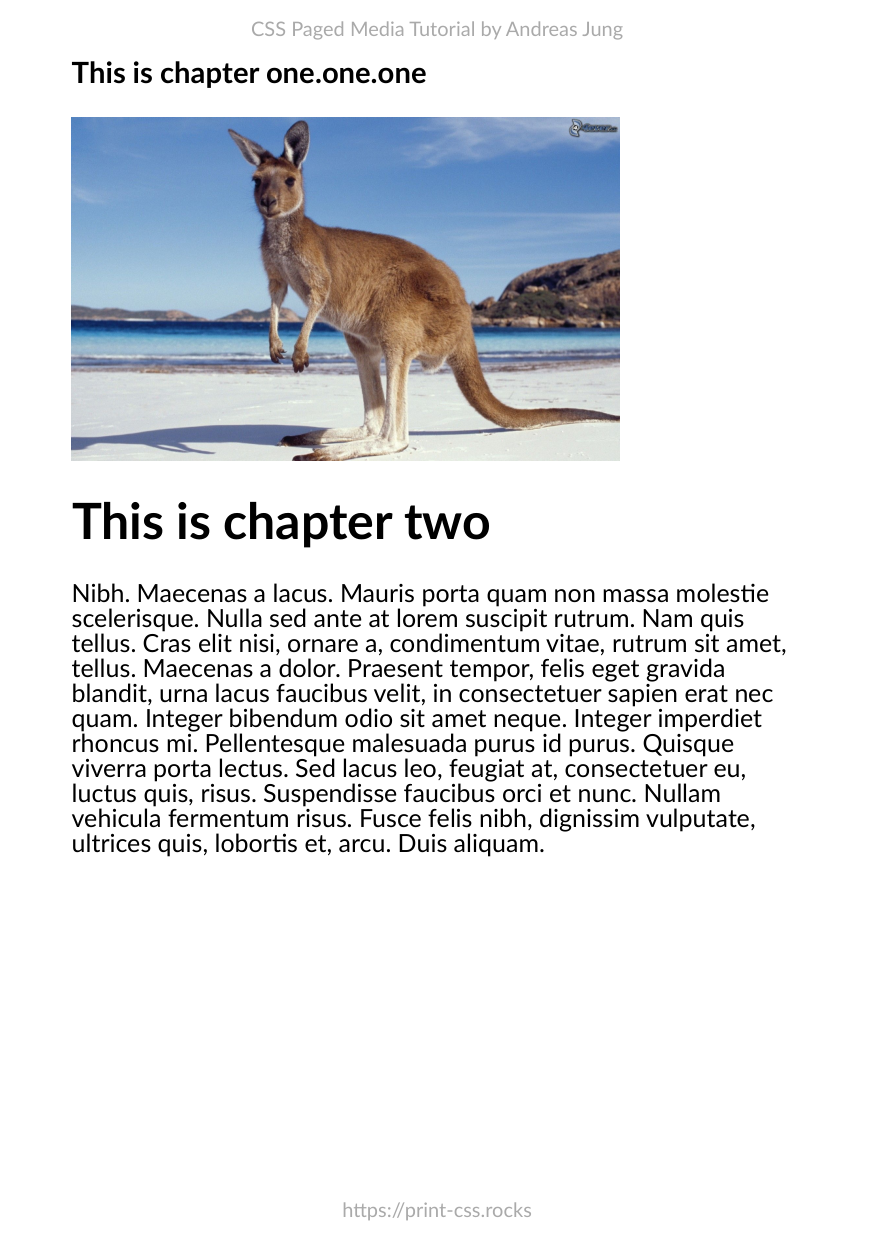 CSS Paged Media Tutorial by Andreas Jung
This is chapter one.one.one
This is chapter two
Nibh. Maecenas a lacus. Mauris porta quam non massa molestie
scelerisque. Nulla sed ante at lorem suscipit rutrum. Nam quis
tellus. Cras elit nisi, ornare a, condimentum vitae, rutrum sit amet,
tellus. Maecenas a dolor. Praesent tempor, felis eget gravida
blandit, urna lacus faucibus velit, in consectetuer sapien erat nec
quam. Integer bibendum odio sit amet neque. Integer imperdiet
rhoncus mi. Pellentesque malesuada purus id purus. Quisque
viverra porta lectus. Sed lacus leo, feugiat at, consectetuer eu,
luctus quis, risus. Suspendisse faucibus orci et nunc. Nullam
vehicula fermentum risus. Fusce felis nibh, dignissim vulputate,
ultrices quis, lobortis et, arcu. Duis aliquam.
https://print-css.rocks